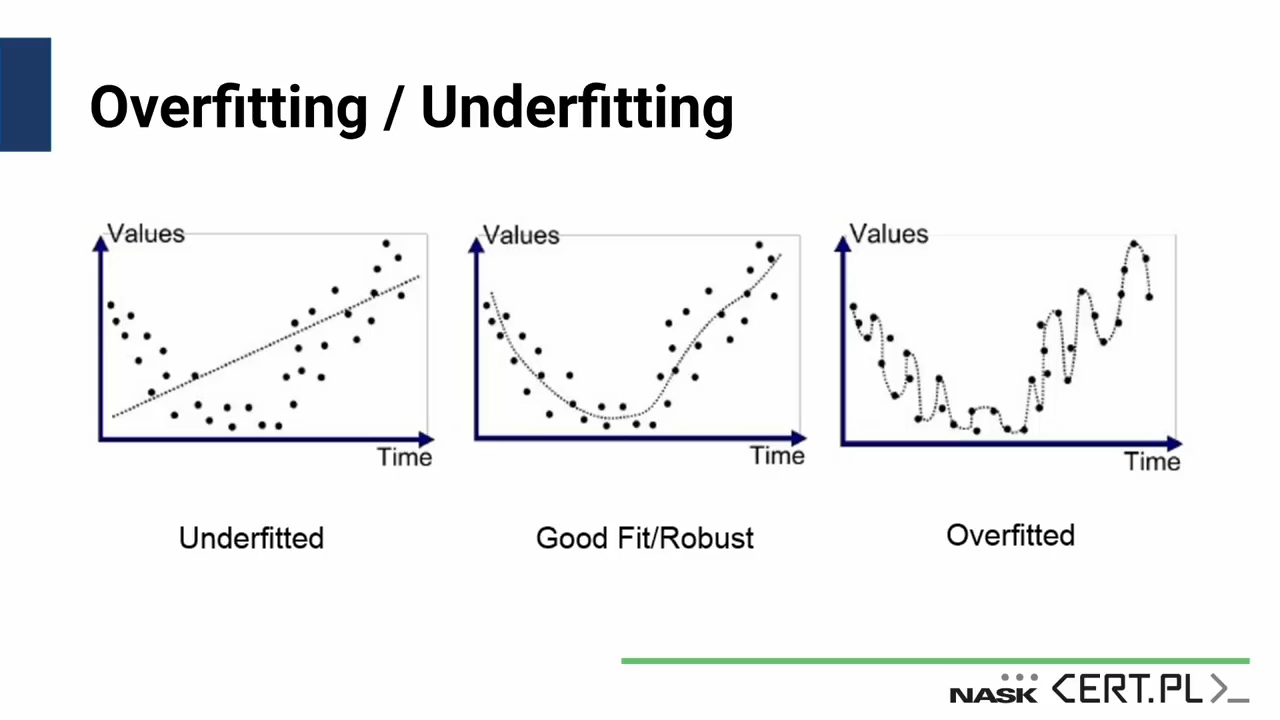 Overfitting / Underfitting
Values
Time
Underfitted
Values
Time
Good Fit/Robust
Values
Time
Overfitted
NASK CERT.PL>_